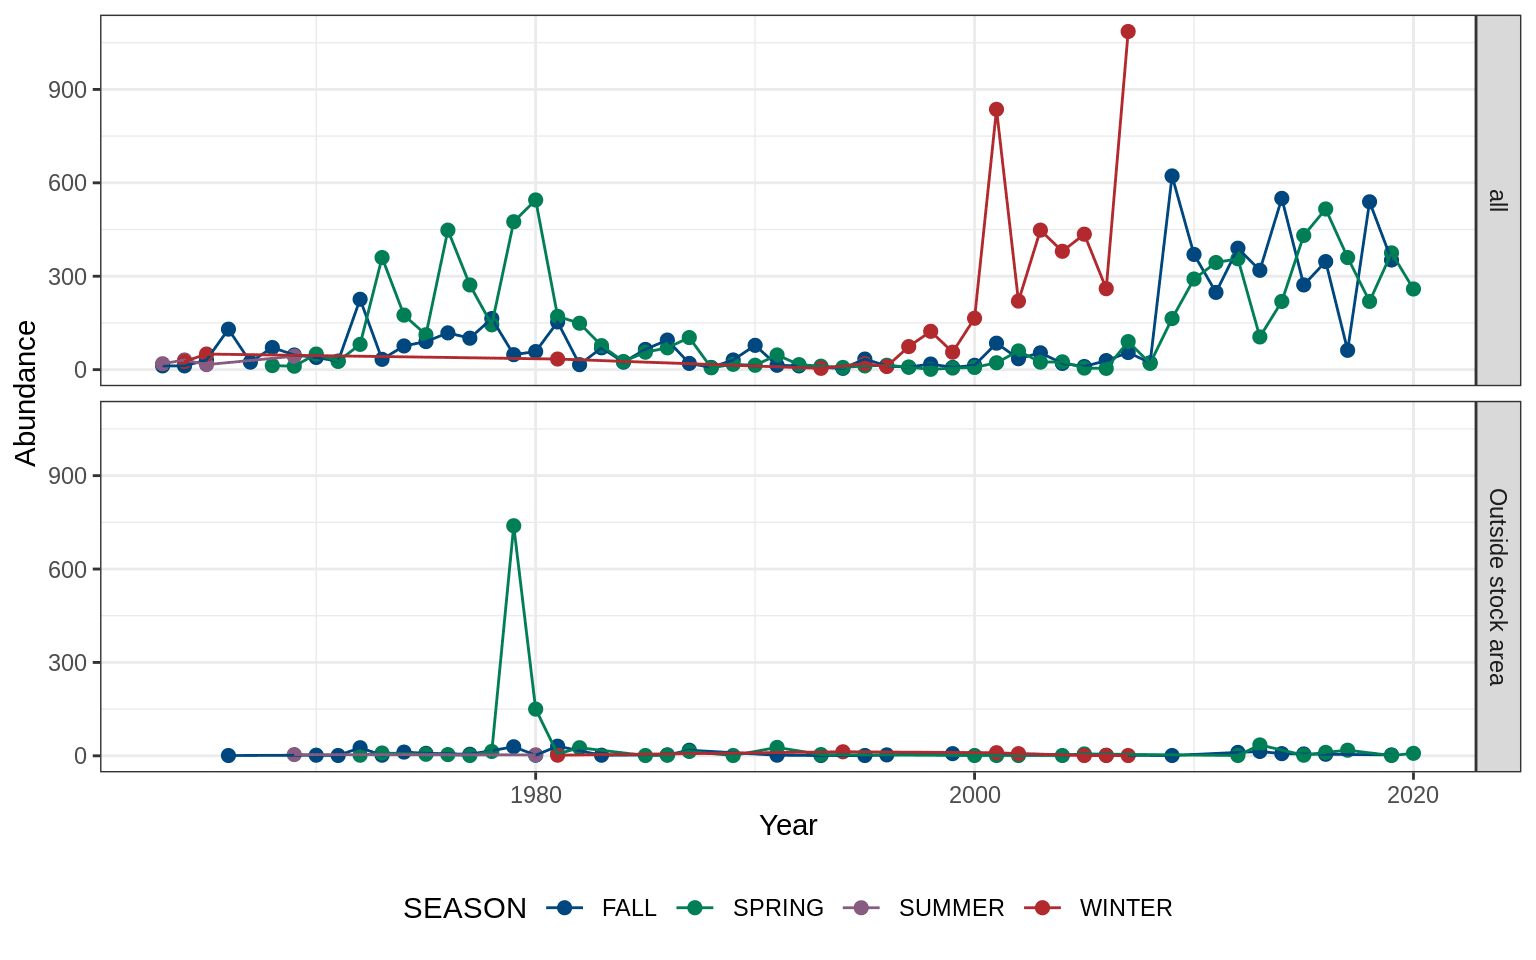 900
600
300
0
all
Abundance
900
600
300
0
Outside stock area
1980 2000 2020
Year
SEASON FALL SPRING SUMMER WINTER